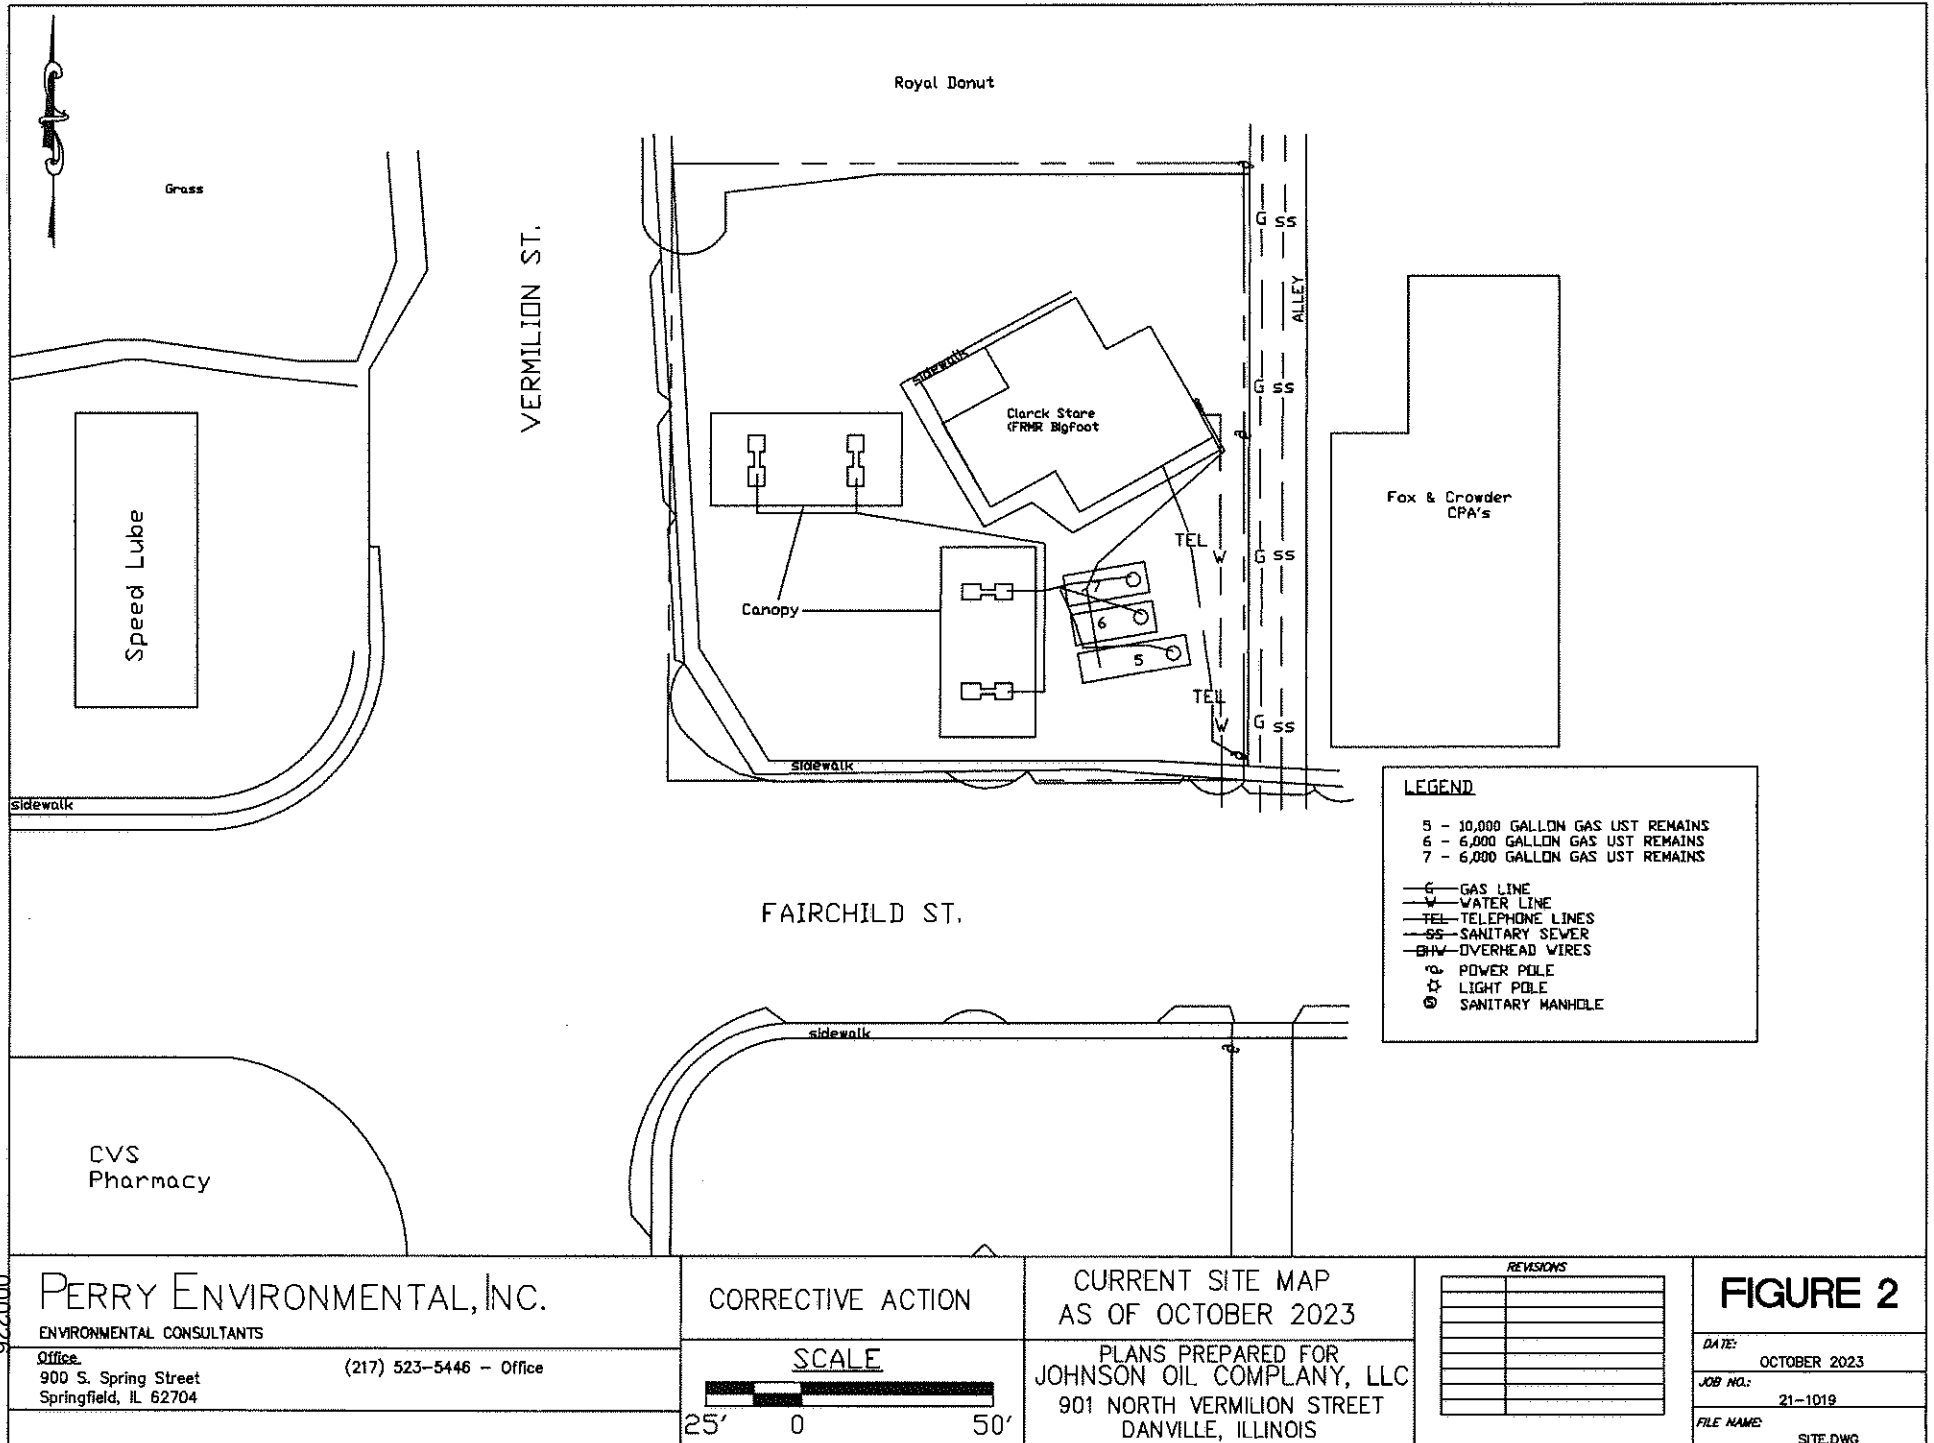 Royal Donut
Grass
VERMILION ST.
G SS
ALLEY
sidewalk
G SS
Clarck Store
(FRMR Bigfoot
Fox & Crowder
CPA's
Speed Lube
TEL
W
G SS
7
Canopy
6
5
TEL
W
G SS
sidewalk
sidewalk
LEGEND
5 - 10,000 GALLON GAS UST REMAINS
6 - 6,000 GALLON GAS UST REMAINS
7 - 6,000 GALLON GAS UST REMAINS
G GAS LINE
W WATER LINE
TEL TELEPHONE LINES
SS SANITARY SEWER
OHW OVERHEAD WIRES
POWER POLE
LIGHT POLE
S SANITARY MANHOLE
FAIRCHILD ST.
sidewalk
CVS
Pharmacy
PERRY ENVIRONMENTAL, INC.
ENVIRONMENTAL CONSULTANTS
Office
900 S. Spring Street
Springfield, IL 62704
(217) 523-5446 - Office
CORRECTIVE ACTION
SCALE
25' 0 50'
CURRENT SITE MAP
AS OF OCTOBER 2023
PLANS PREPARED FOR
JOHNSON OIL COMPLANY, LLC
901 NORTH VERMILION STREET
DANVILLE, ILLINOIS
REVISIONS
FIGURE 2
DATE:
OCTOBER 2023
JOB NO.:
21-1019
FILE NAME:
SITE.DWG